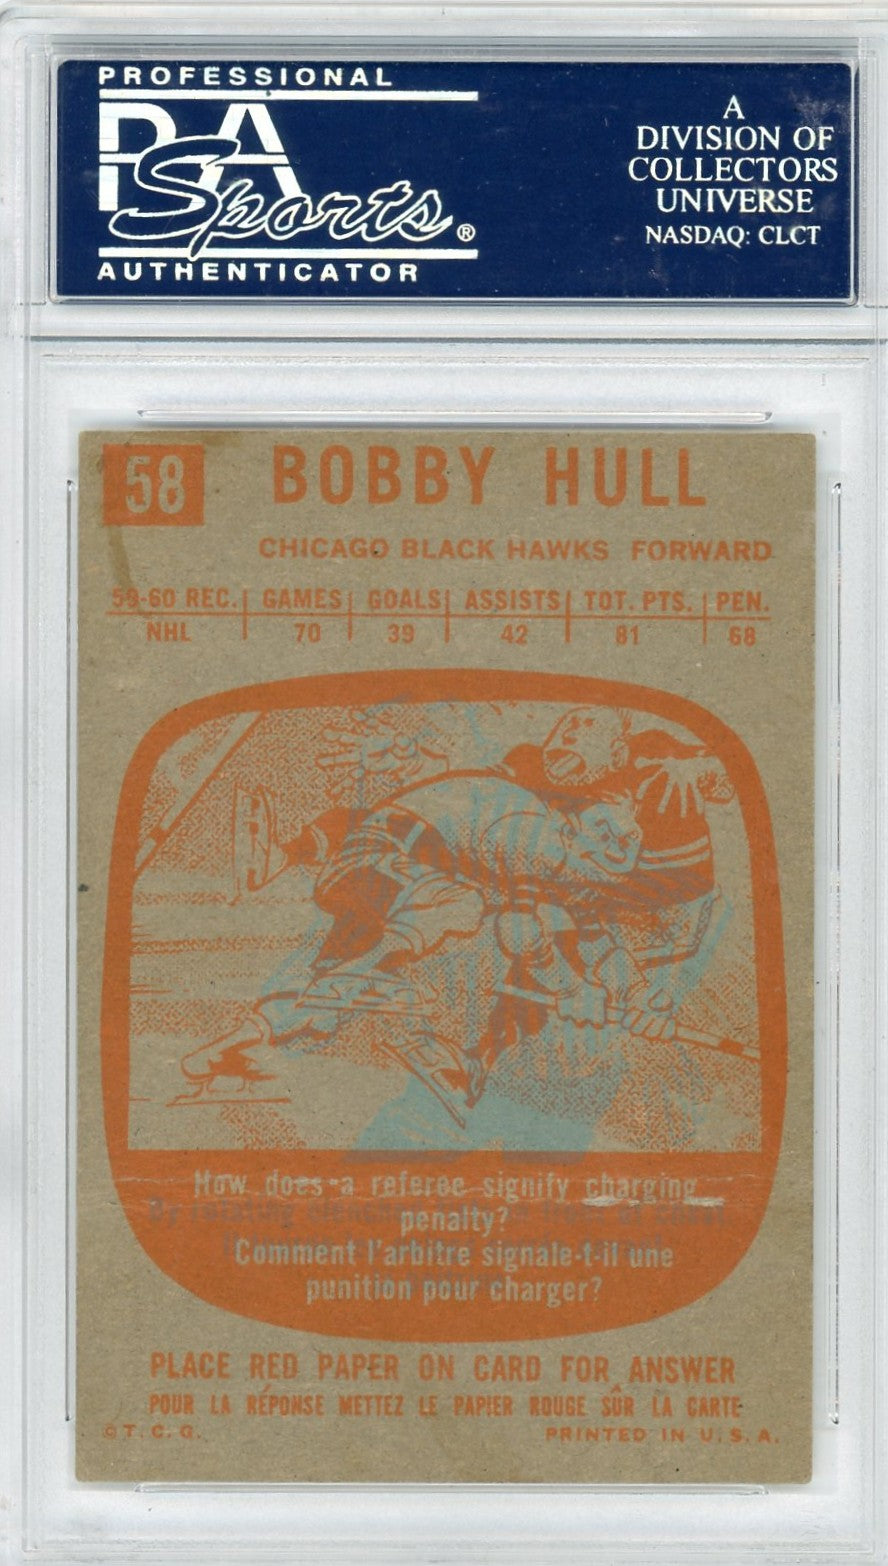 PROFESSIONAL
PSA
Sports®
AUTHENTICATOR
A
DIVISION OF
COLLECTORS
UNIVERSE
NASDAQ: CLCT
58 BOBBY HULL
CHICAGO BLACK HAWKS FORWARD
59-60 REC. GAMES GOALS ASSISTS TOT. PTS. PEN.
NHL 70 39 42 81 68
How does a referee signify charging
penalty?
Comment l'arbitre signale-t-il une
punition pour charger?
PLACE RED PAPER ON CARD FOR ANSWER
POUR LA RÉPONSE METTEZ LE PAPIER ROUGE SÛR LA CARTE
©T.C.G. PRINTED IN U.S.A.